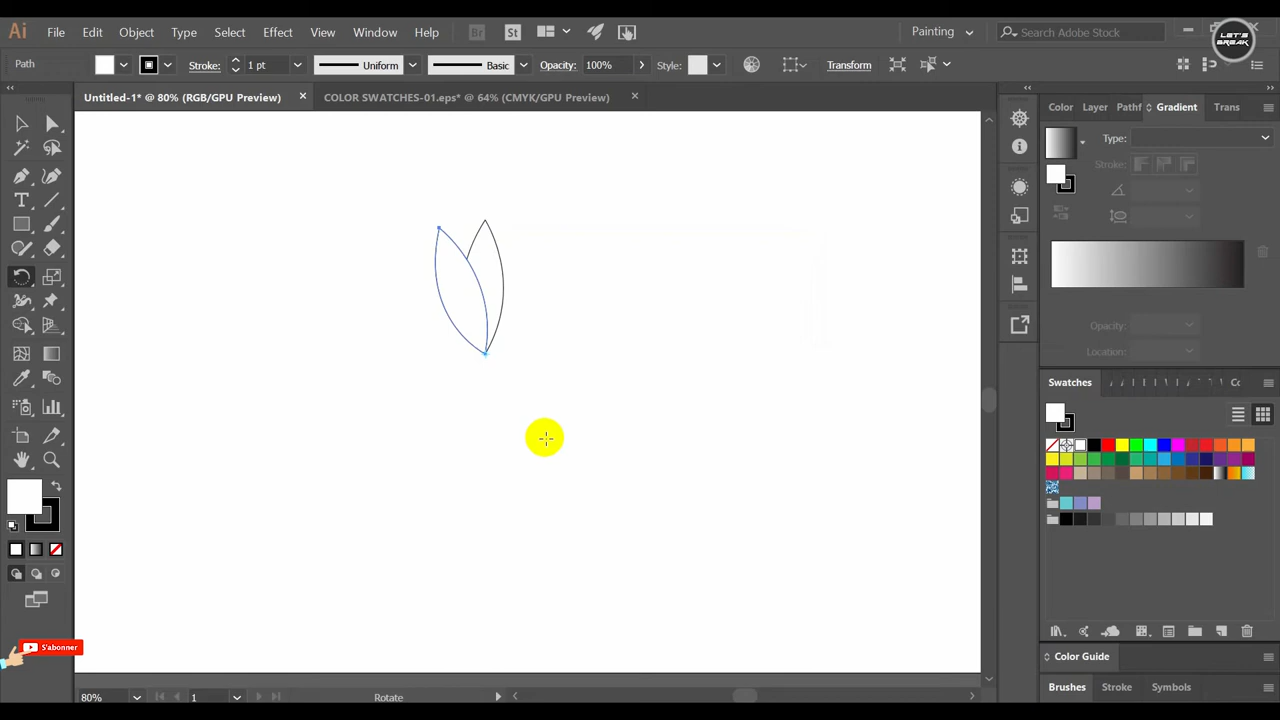 Ai File Edit Object Type Select Effect View Window Help Br St Painting Search Adobe Stock
LET'S BREAK
Path Stroke: 1 pt Uniform Basic Opacity: 100% Style: Transform
Untitled-1* @ 80% (RGB/GPU Preview) COLOR SWATCHES-01.eps* @ 64% (CMYK/GPU Preview)
Color Layer Pathf Gradient Trans
Type:
Stroke:
Opacity:
Location:
Swatches Co
S'abonner
Color Guide
Brushes Stroke Symbols
80% 1 Rotate